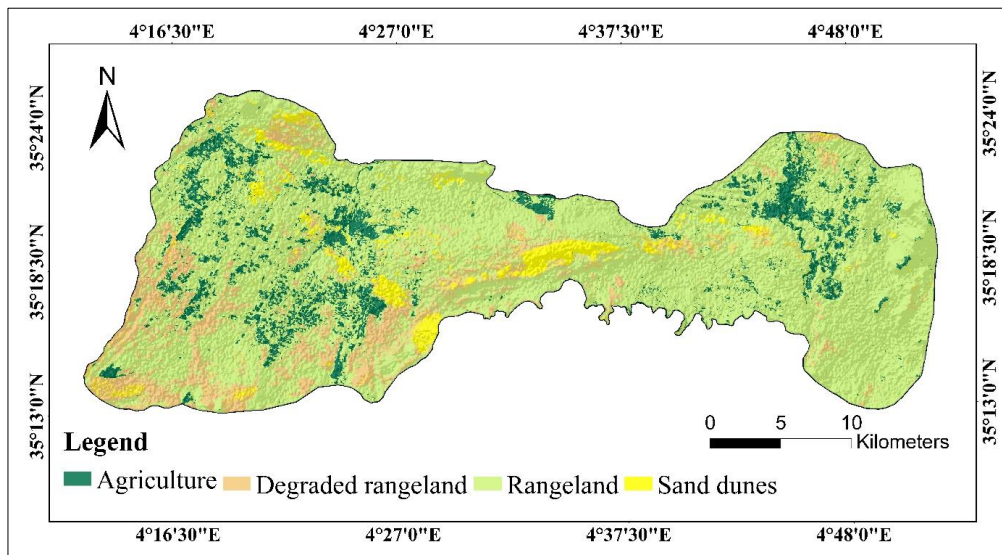 4°16'30"E 4°27'0"E 4°37'30"E 4°48'0"E
N
35°24'0"N 35°24'0"N
35°18'30"N 35°18'30"N
35°13'0"N 35°13'0"N
0 5 10
Kilometers
Legend
Agriculture Degraded rangeland Rangeland Sand dunes
4°16'30"E 4°27'0"E 4°37'30"E 4°48'0"E